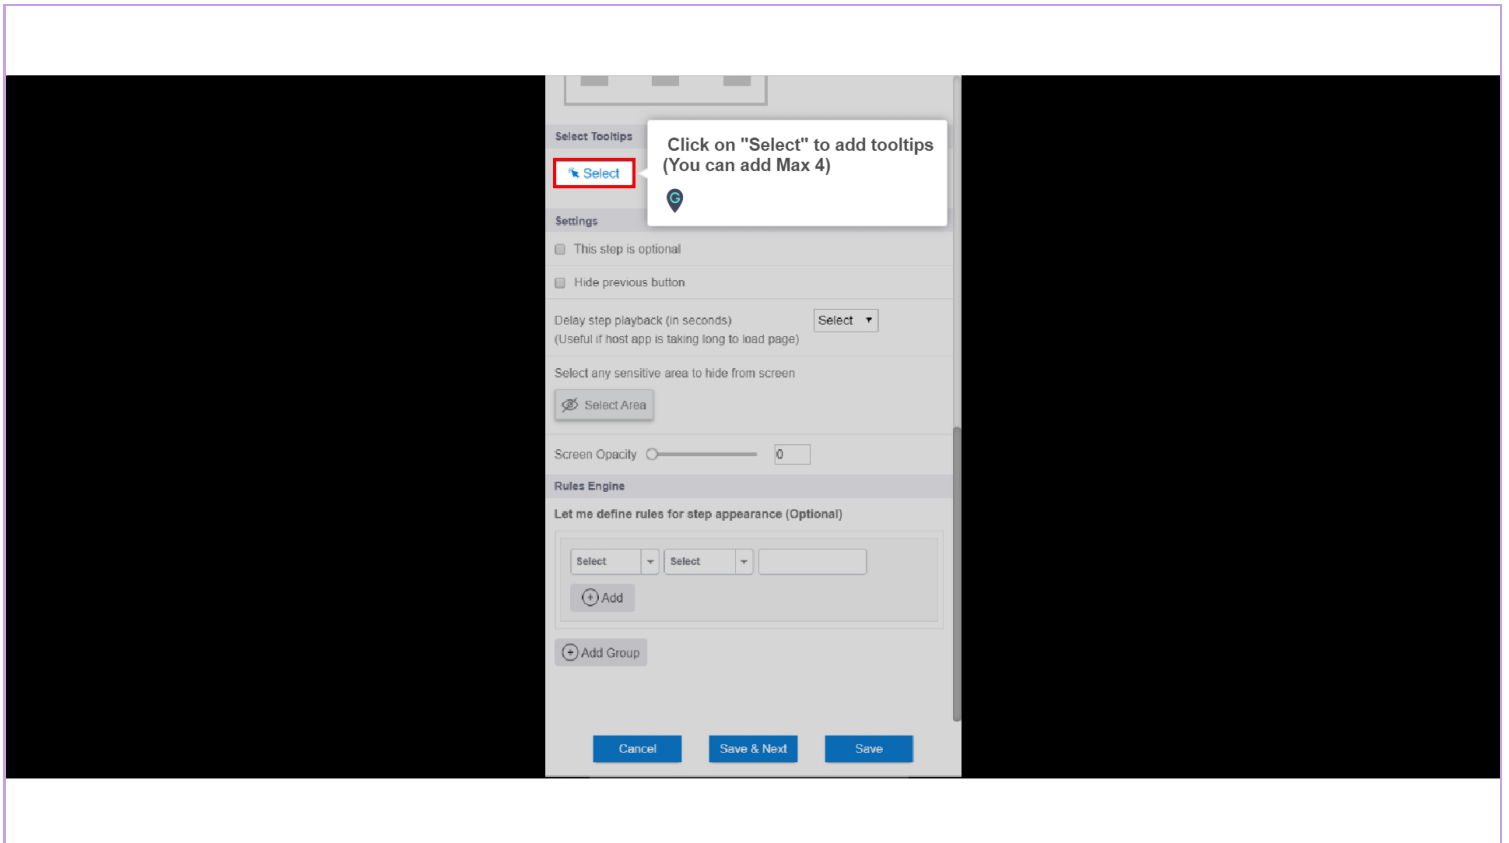 Select Tooltips
Click on "Select" to add tooltips
(You can add Max 4)
Select
G
Settings
This step is optional
Hide previous button
Delay step playback (in seconds)
Select
(Useful if host app is taking long to load page)
Select any sensitive area to hide from screen
Select Area
Screen Opacity 0
Rules Engine
Let me define rules for step appearance (Optional)
Select Select
Add
Add Group
Cancel Save & Next Save